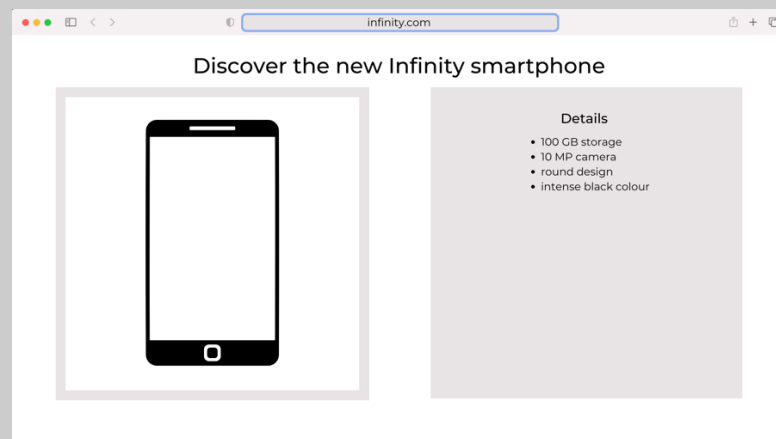 infinity.com
Discover the new Infinity smartphone
Details
• 100 GB storage
• 10 MP camera
• round design
• intense black colour